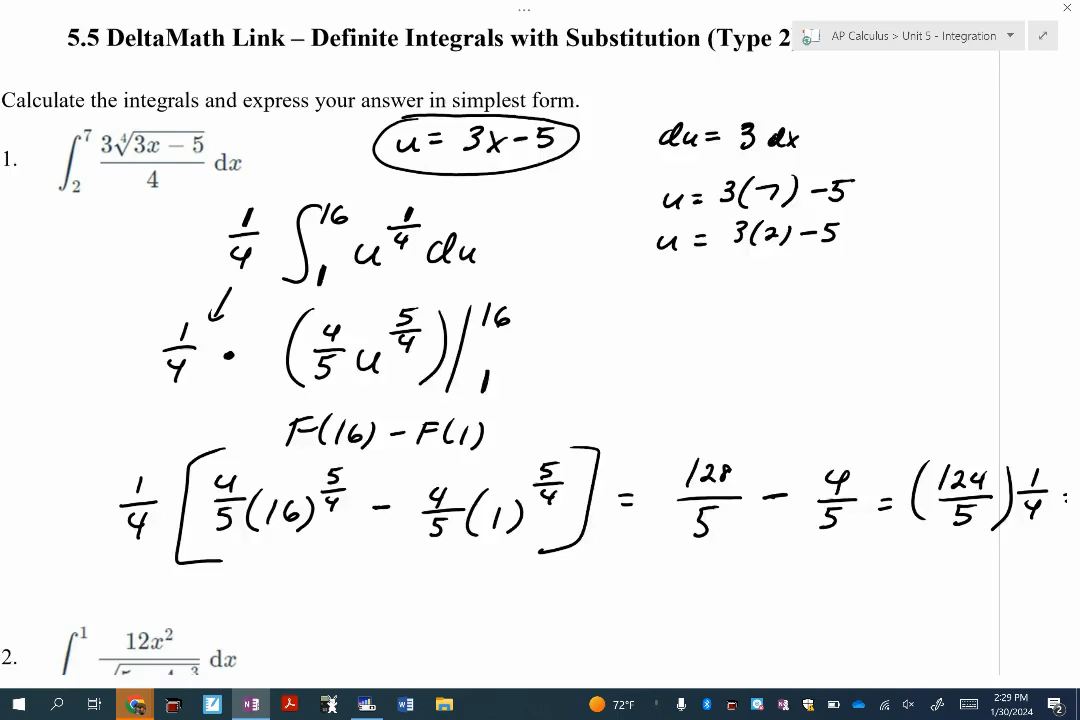 5.5 DeltaMath Link – Definite Integrals with Substitution (Type 2
AP Calculus > Unit 5 - Integration
Calculate the integrals and express your answer in simplest form.
1. ∫₂⁷ 3∜(3x − 5) / 4 dx
u = 3x − 5
du = 3 dx
u = 3(7) − 5
u = 3(2) − 5
1/4 ∫₁¹⁶ u^(1/4) du
1/4 · (4/5 u^(5/4)) |₁¹⁶
F(16) − F(1)
1/4 [4/5 (16)^(5/4) − 4/5 (1)^(5/4)] = 128/5 − 4/5 = (124/5) 1/4 =
2. ∫¹ 12x² dx
72°F
2:29 PM
1/30/2024